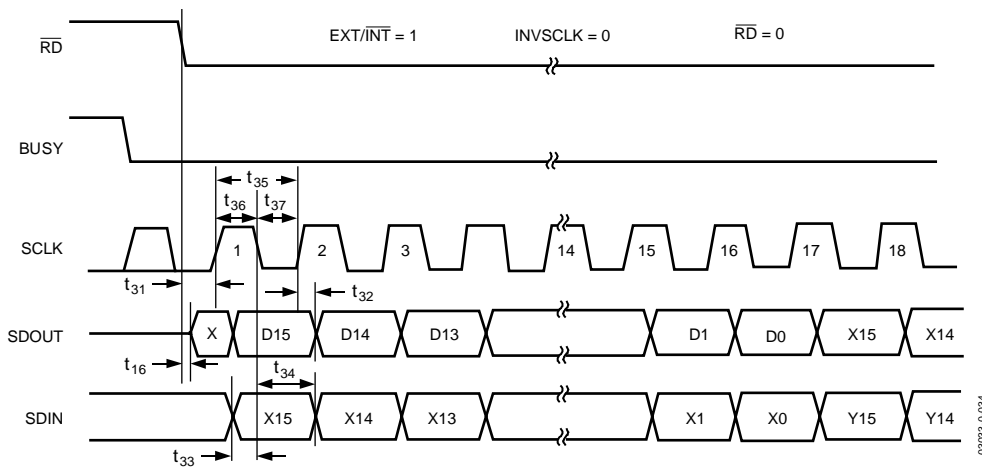 EXT/INT = 1 INVSCLK = 0 RD = 0
RD
BUSY
t35
t36 t37
SCLK 1 2 3 14 15 16 17 18
t31 t32
SDOUT X D15 D14 D13 D1 D0 X15 X14
t16 t34
SDIN X15 X14 X13 X1 X0 Y15 Y14
t33